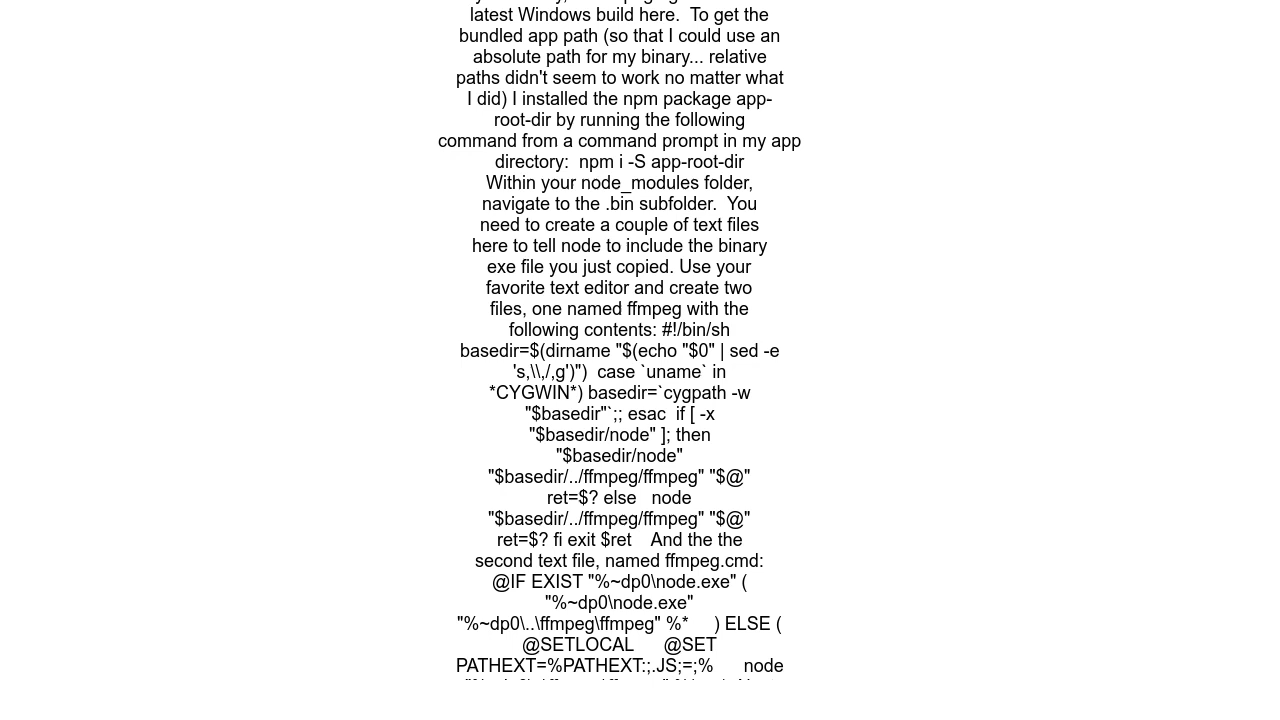 latest Windows build here.  To get the
bundled app path (so that I could use an
absolute path for my binary... relative
paths didn't seem to work no matter what
I did) I installed the npm package app-
root-dir by running the following
command from a command prompt in my app
directory:  npm i -S app-root-dir
Within your node_modules folder,
navigate to the .bin subfolder.  You
need to create a couple of text files
here to tell node to include the binary
exe file you just copied. Use your
favorite text editor and create two
files, one named ffmpeg with the
following contents: #!/bin/sh
basedir=$(dirname "$(echo "$0" | sed -e
's,\\,/,g')")  case `uname` in
*CYGWIN*) basedir=`cygpath -w
"$basedir"`;; esac  if [ -x
"$basedir/node" ]; then
"$basedir/node"
"$basedir/../ffmpeg/ffmpeg" "$@"
ret=$? else   node
"$basedir/../ffmpeg/ffmpeg" "$@"
ret=$? fi exit $ret    And the the
second text file, named ffmpeg.cmd:
@IF EXIST "%~dp0\node.exe" (
"%~dp0\node.exe"
"%~dp0\..\ffmpeg\ffmpeg" %*     ) ELSE (
@SETLOCAL      @SET
PATHEXT=%PATHEXT:;.JS;=;%      node